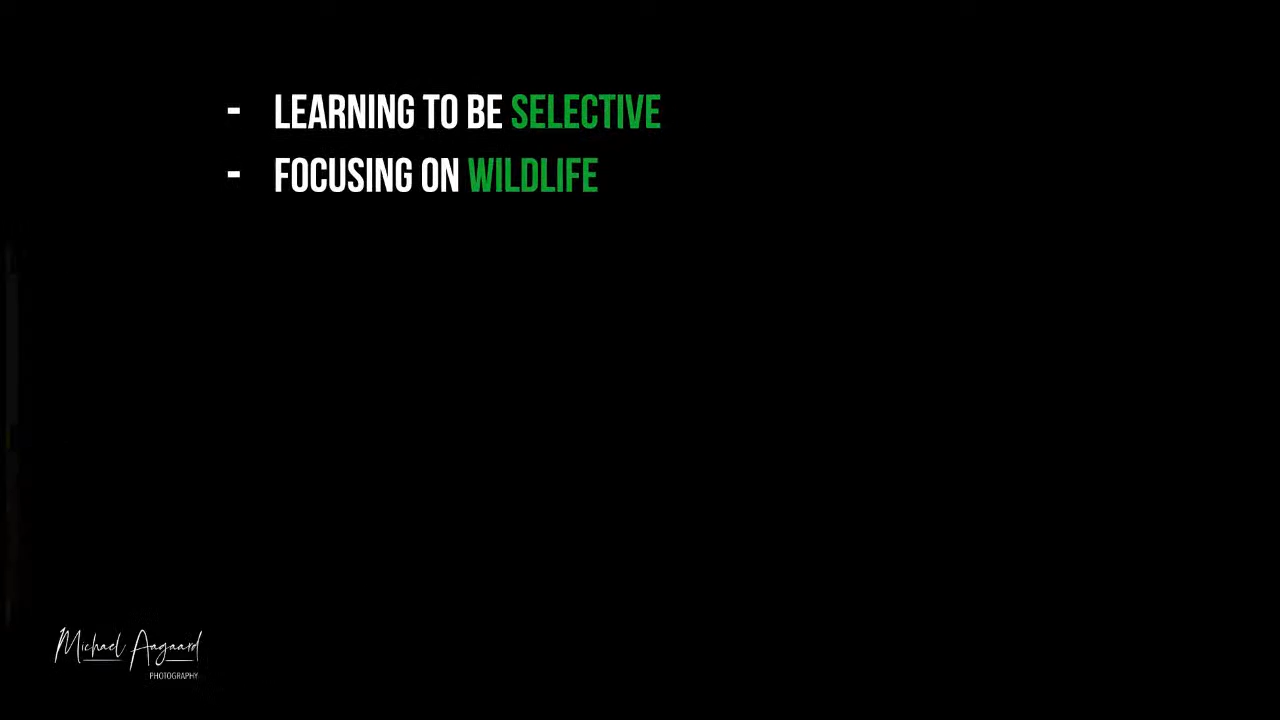 - LEARNING TO BE SELECTIVE
- FOCUSING ON WILDLIFE
Michael Aagaard
PHOTOGRAPHY